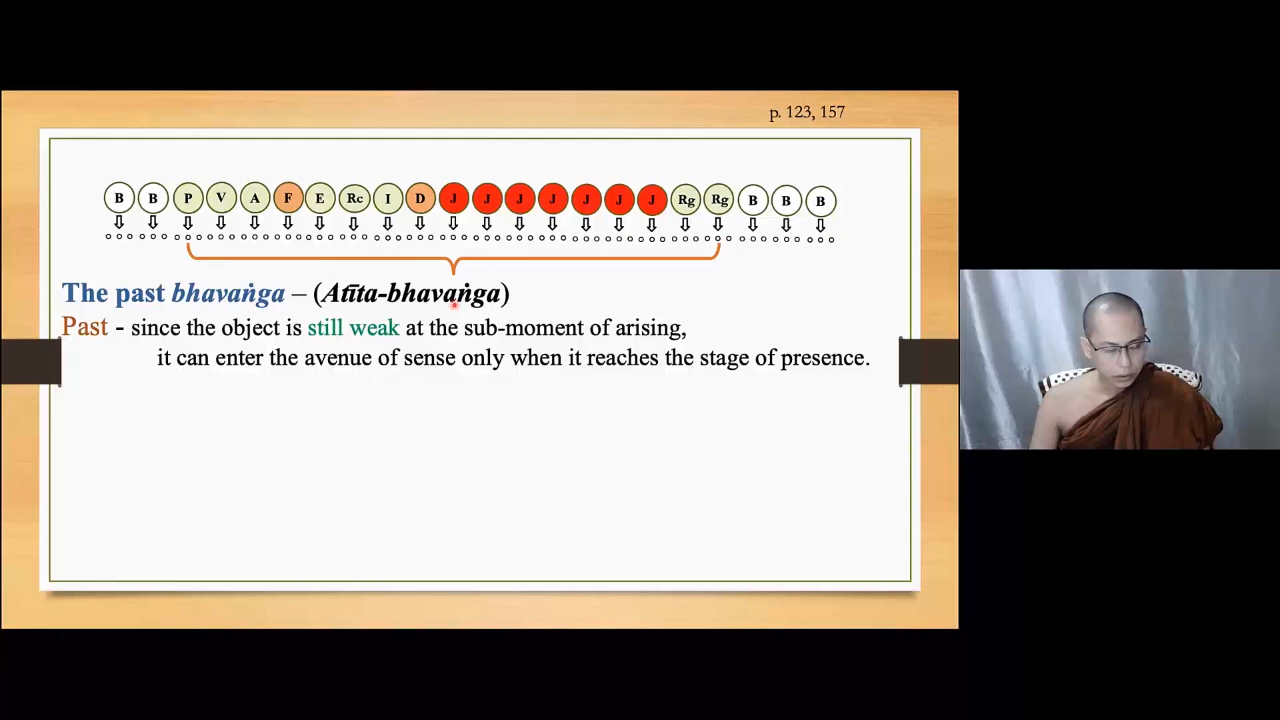 p. 123, 157
B B P V A F E Rc I D J J J J J J J Rg Rg B B B
The past bhavaṅga – (Atīta-bhavaṅga)
Past - since the object is still weak at the sub-moment of arising,
it can enter the avenue of sense only when it reaches the stage of presence.